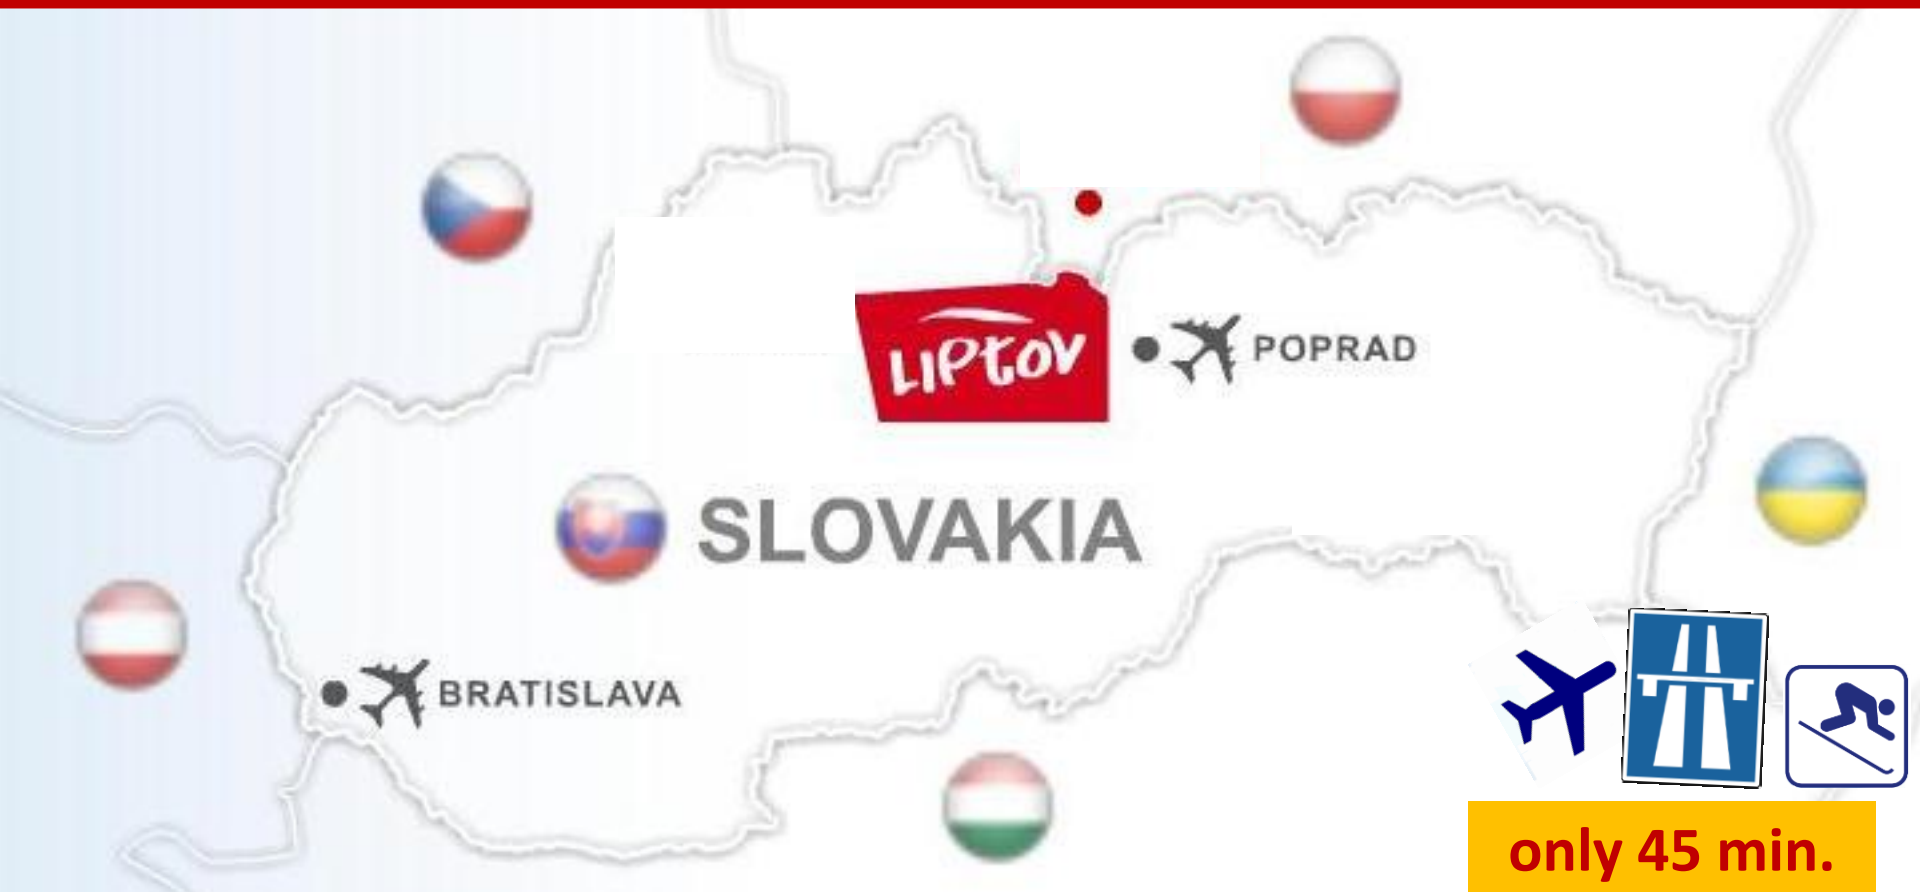 LIPtOV
POPRAD
SLOVAKIA
BRATISLAVA
only 45 min.